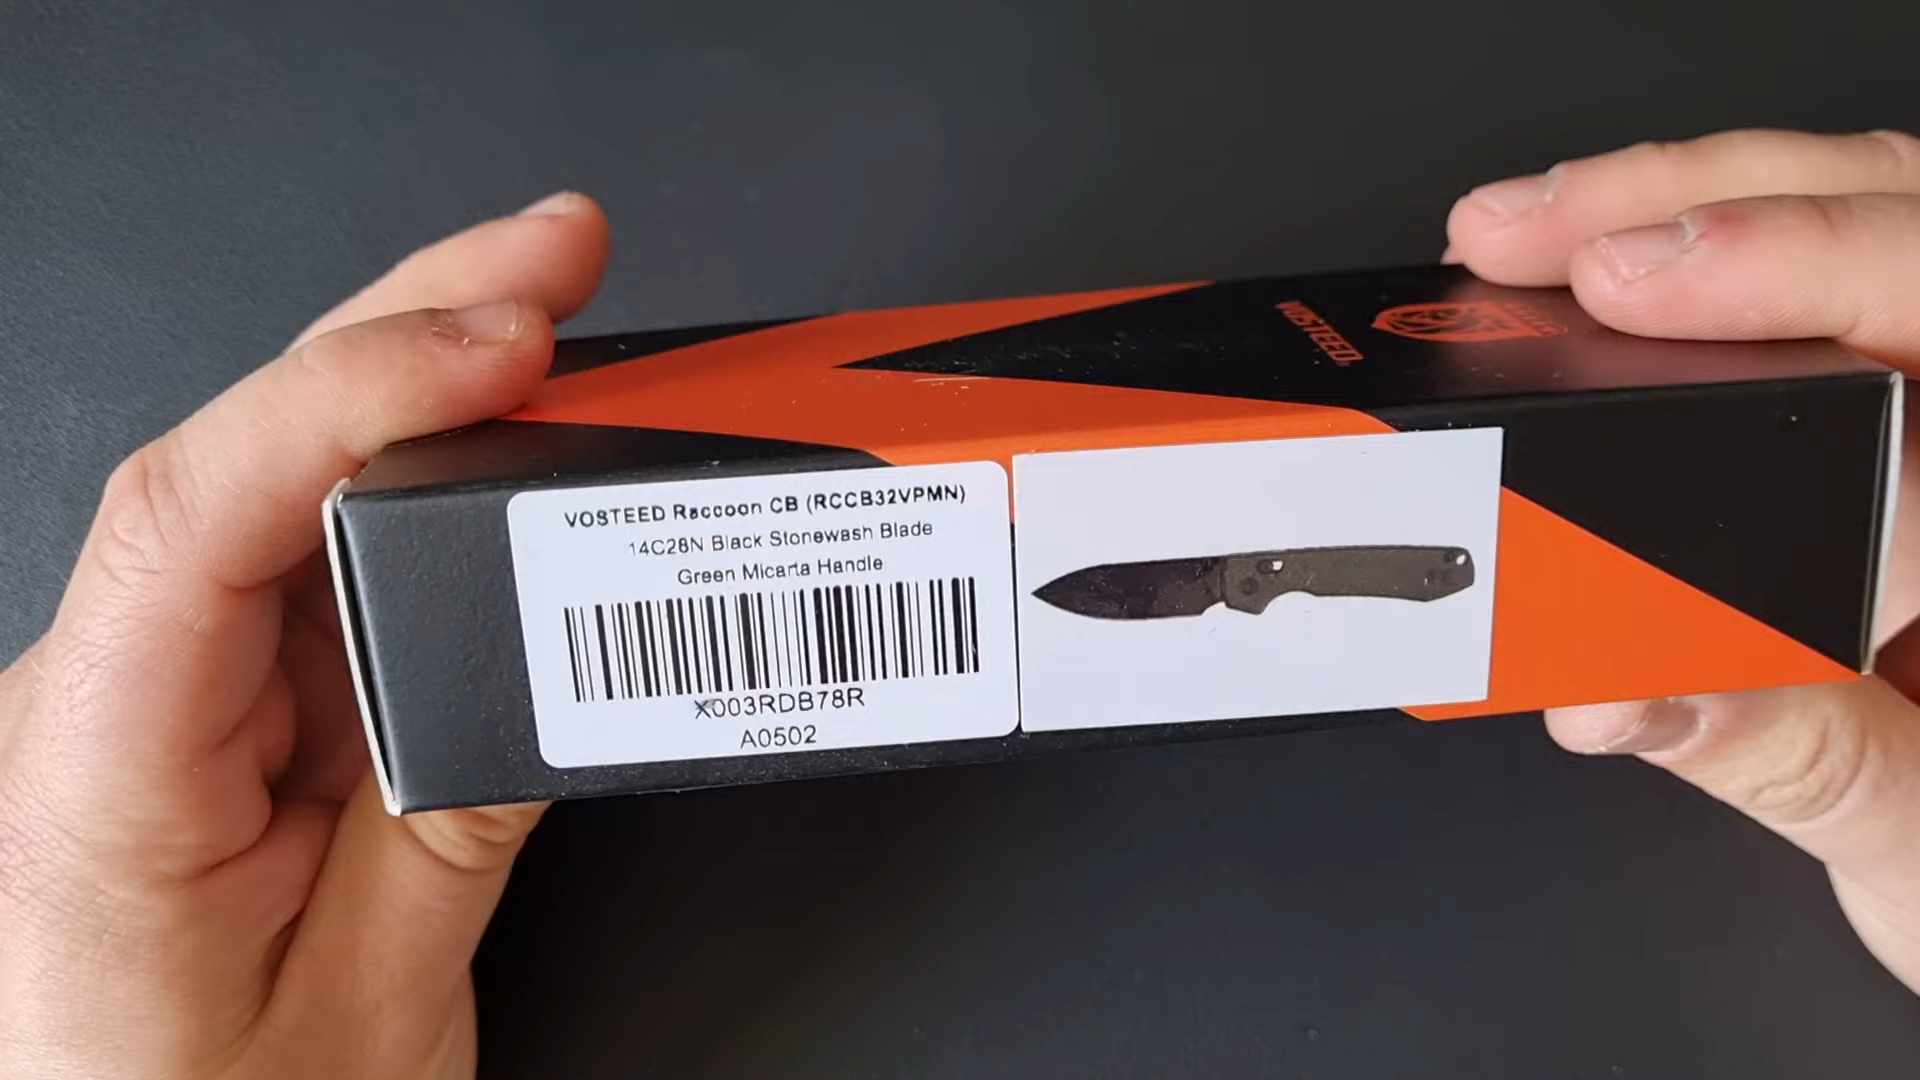 VOSTEED
VOSTEED Raccoon CB (RCCB32VPMN)
14C28N Black Stonewash Blade
Green Micarta Handle
X003RDB78R
A0502